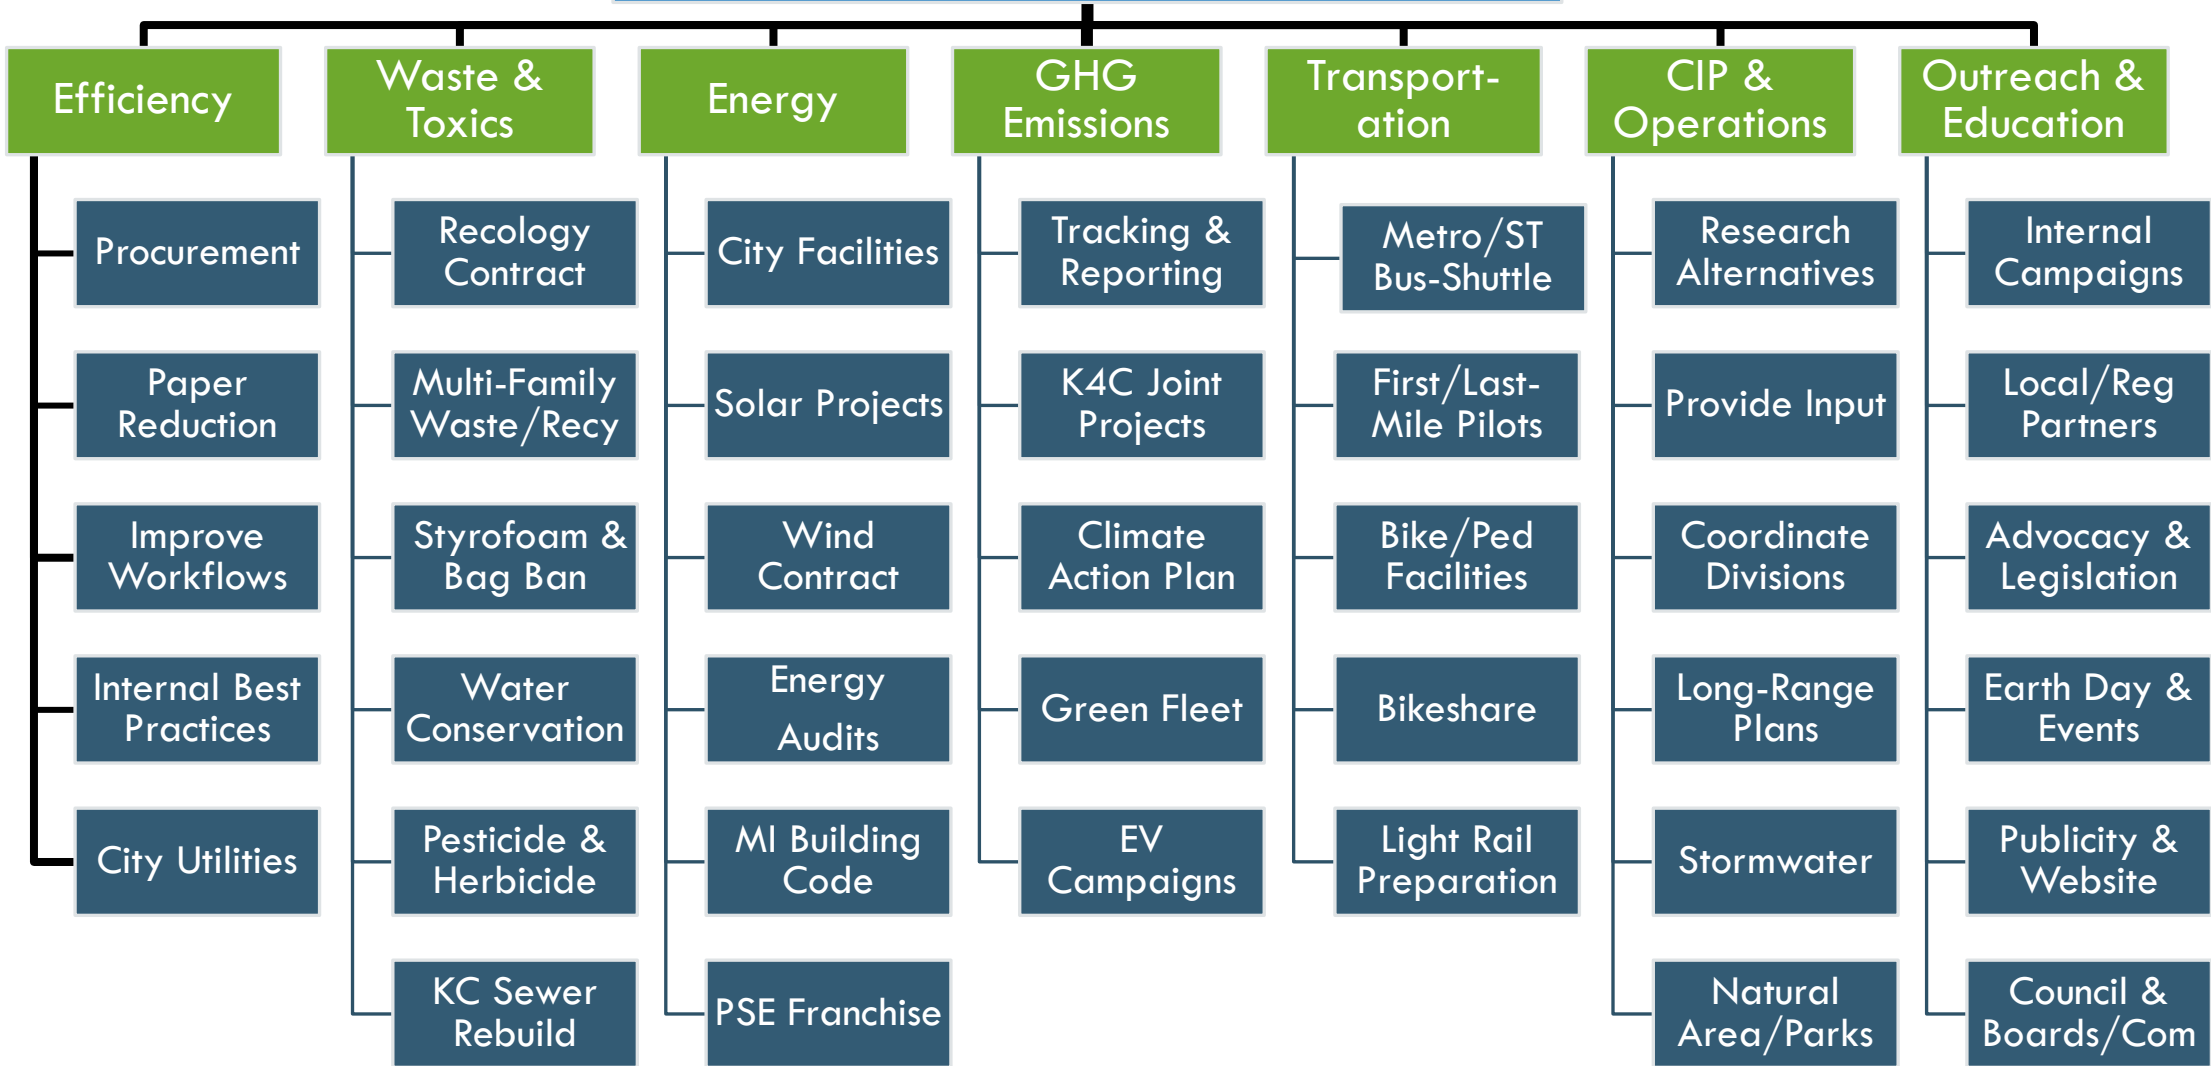 Efficiency
Waste &
Toxics
Energy
GHG
Emissions
Transport-
ation
CIP &
Operations
Outreach &
Education
Procurement
Paper
Reduction
Improve
Workflows
Internal Best
Practices
City Utilities
Recology
Contract
Multi-Family
Waste/Recy
Styrofoam &
Bag Ban
Water
Conservation
Pesticide &
Herbicide
KC Sewer
Rebuild
City Facilities
Solar Projects
Wind
Contract
Energy
Audits
MI Building
Code
PSE Franchise
Tracking &
Reporting
K4C Joint
Projects
Climate
Action Plan
Green Fleet
EV
Campaigns
Metro/ST
Bus-Shuttle
First/Last-
Mile Pilots
Bike/Ped
Facilities
Bikeshare
Light Rail
Preparation
Research
Alternatives
Provide Input
Coordinate
Divisions
Long-Range
Plans
Stormwater
Natural
Area/Parks
Internal
Campaigns
Local/Reg
Partners
Advocacy &
Legislation
Earth Day &
Events
Publicity &
Website
Council &
Boards/Com